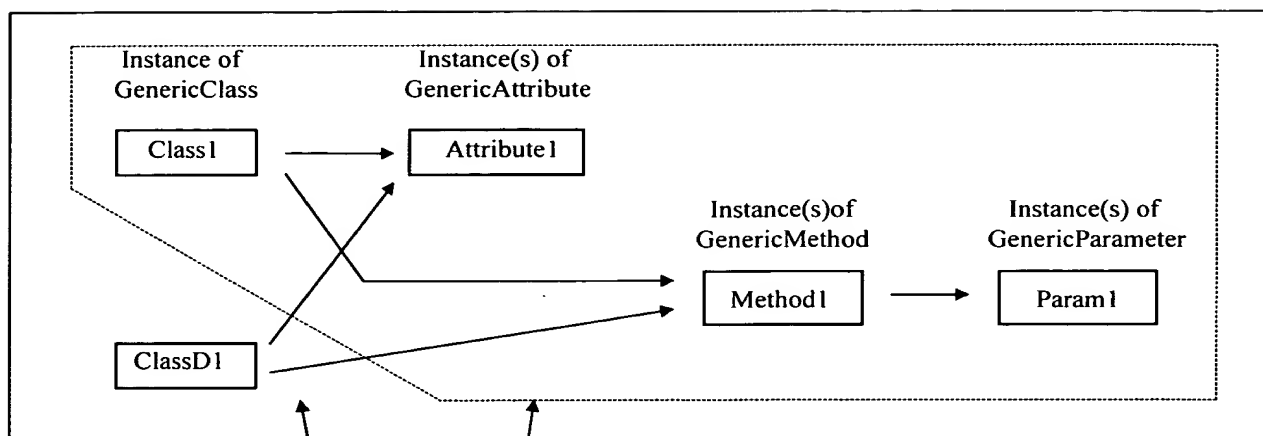 Instance of
GenericClass
Instance(s) of
GenericAttribute
Class1
Attribute1
Instance(s)of
GenericMethod
Instance(s) of
GenericParameter
Method1
Param1
ClassD1